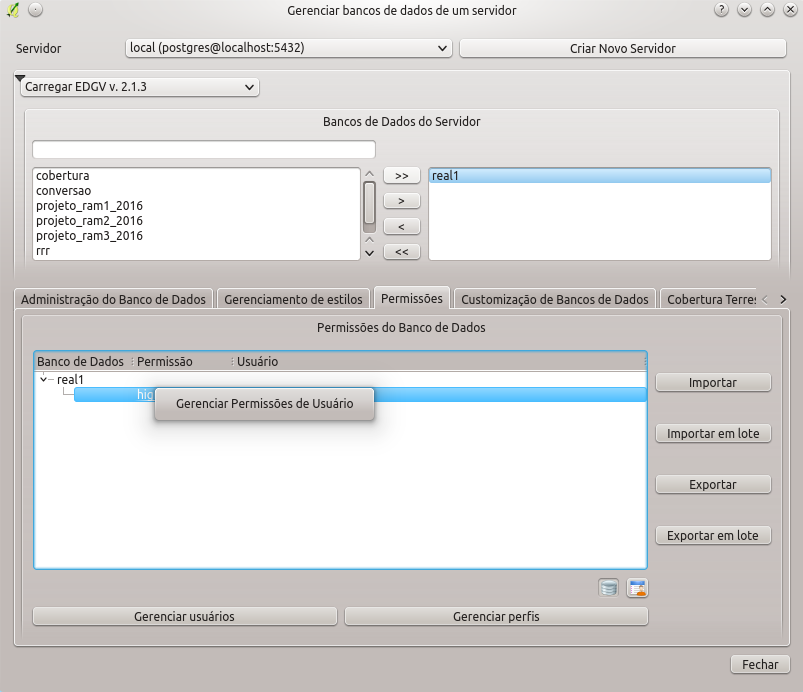 Gerenciar bancos de dados de um servidor
Servidor
local (postgres@localhost:5432)
Criar Novo Servidor
Carregar EDGV v. 2.1.3
Bancos de Dados do Servidor
cobertura
conversao
projeto_ram1_2016
projeto_ram2_2016
projeto_ram3_2016
rrr
>>
>
<
<<
real1
Administração do Banco de Dados
Gerenciamento de estilos
Permissões
Customização de Bancos de Dados
Cobertura Terres
Permissões do Banco de Dados
Banco de Dados Permissão Usuário
real1
Gerenciar Permissões de Usuário
Importar
Importar em lote
Exportar
Exportar em lote
Gerenciar usuários
Gerenciar perfis
Fechar